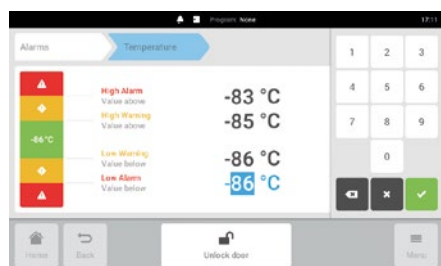 Program None 17:11
Alarms Temperature
1 2 3
4 5 6
7 8 9
0
High Alarm
Value above
-83 °C
High Warning
Value above
-85 °C
-86°C
Low Warning
Value below
-86 °C
Low Alarm
Value below
-86 °C
Home
Back
Unlock door
Menu